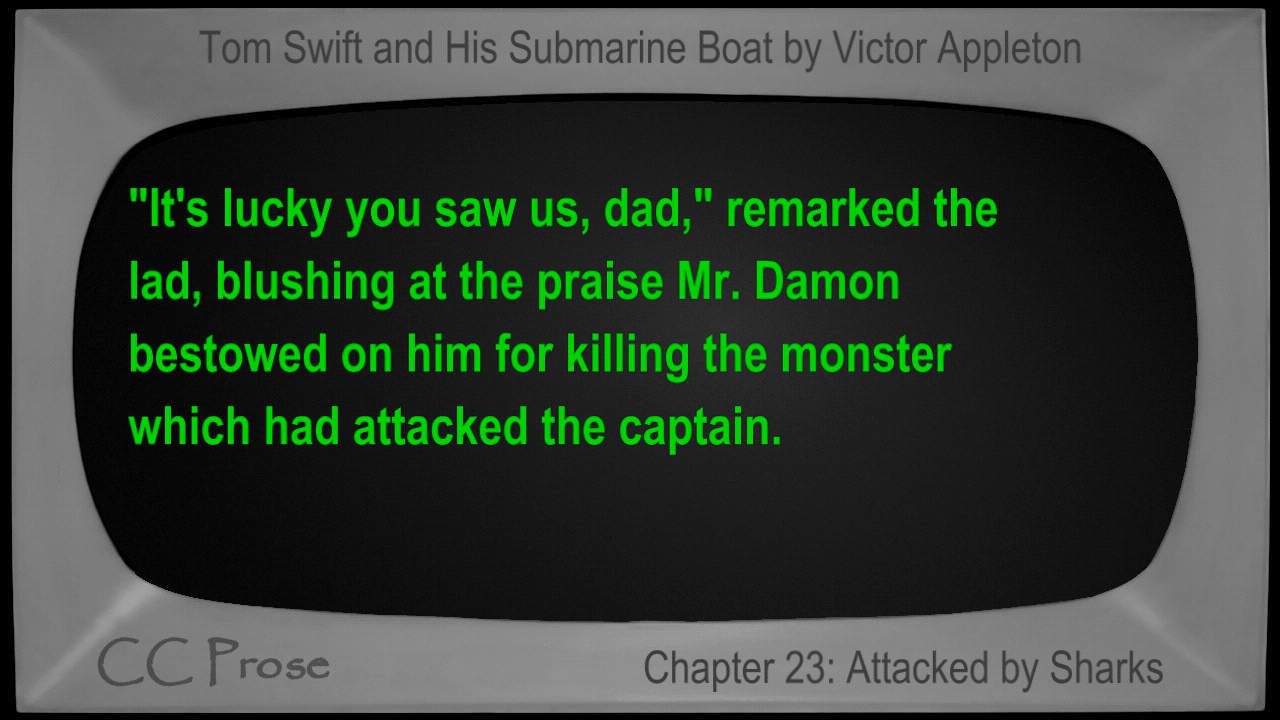 Tom Swift and His Submarine Boat by Victor Appleton
"It's lucky you saw us, dad," remarked the
lad, blushing at the praise Mr. Damon
bestowed on him for killing the monster
which had attacked the captain.
CC Prose
Chapter 23: Attacked by Sharks